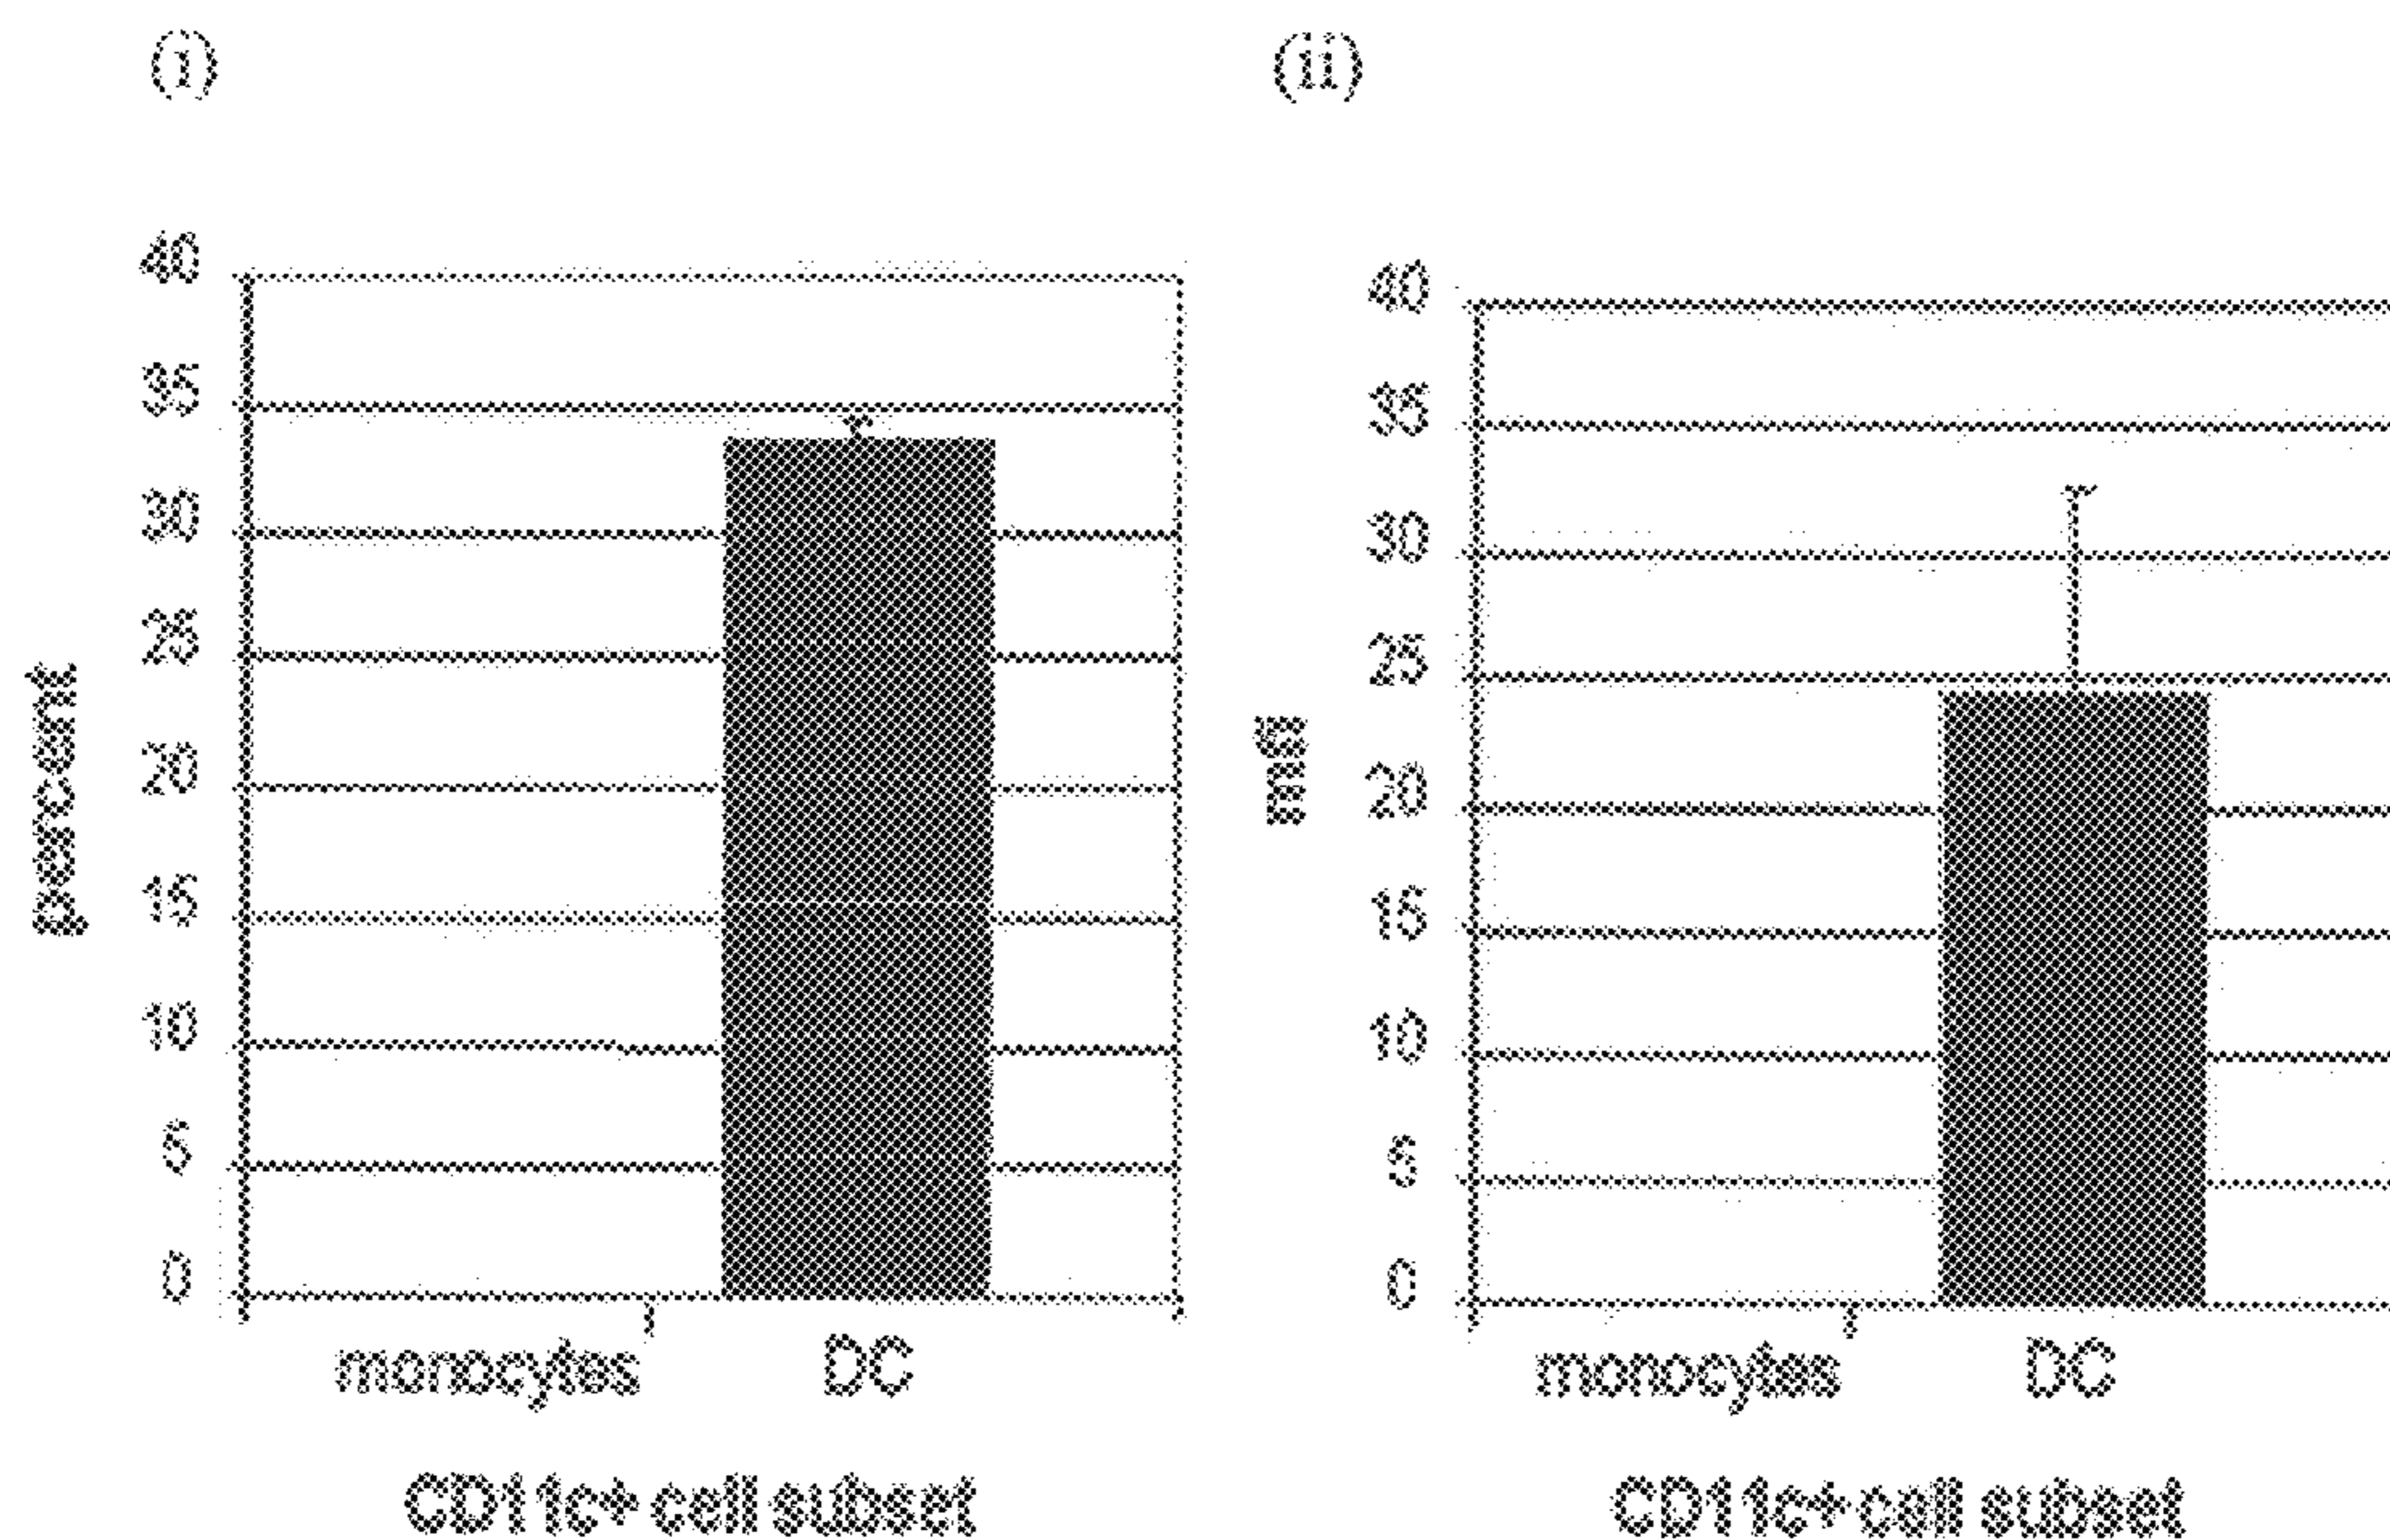 (i)
(ii)
40
35
30
25
20
15
10
5
0
percent
monocytes DC
CD11c+ cell subset
40
35
30
25
20
15
10
5
0
mfi
monocytes DC
CD11c+ cell subset